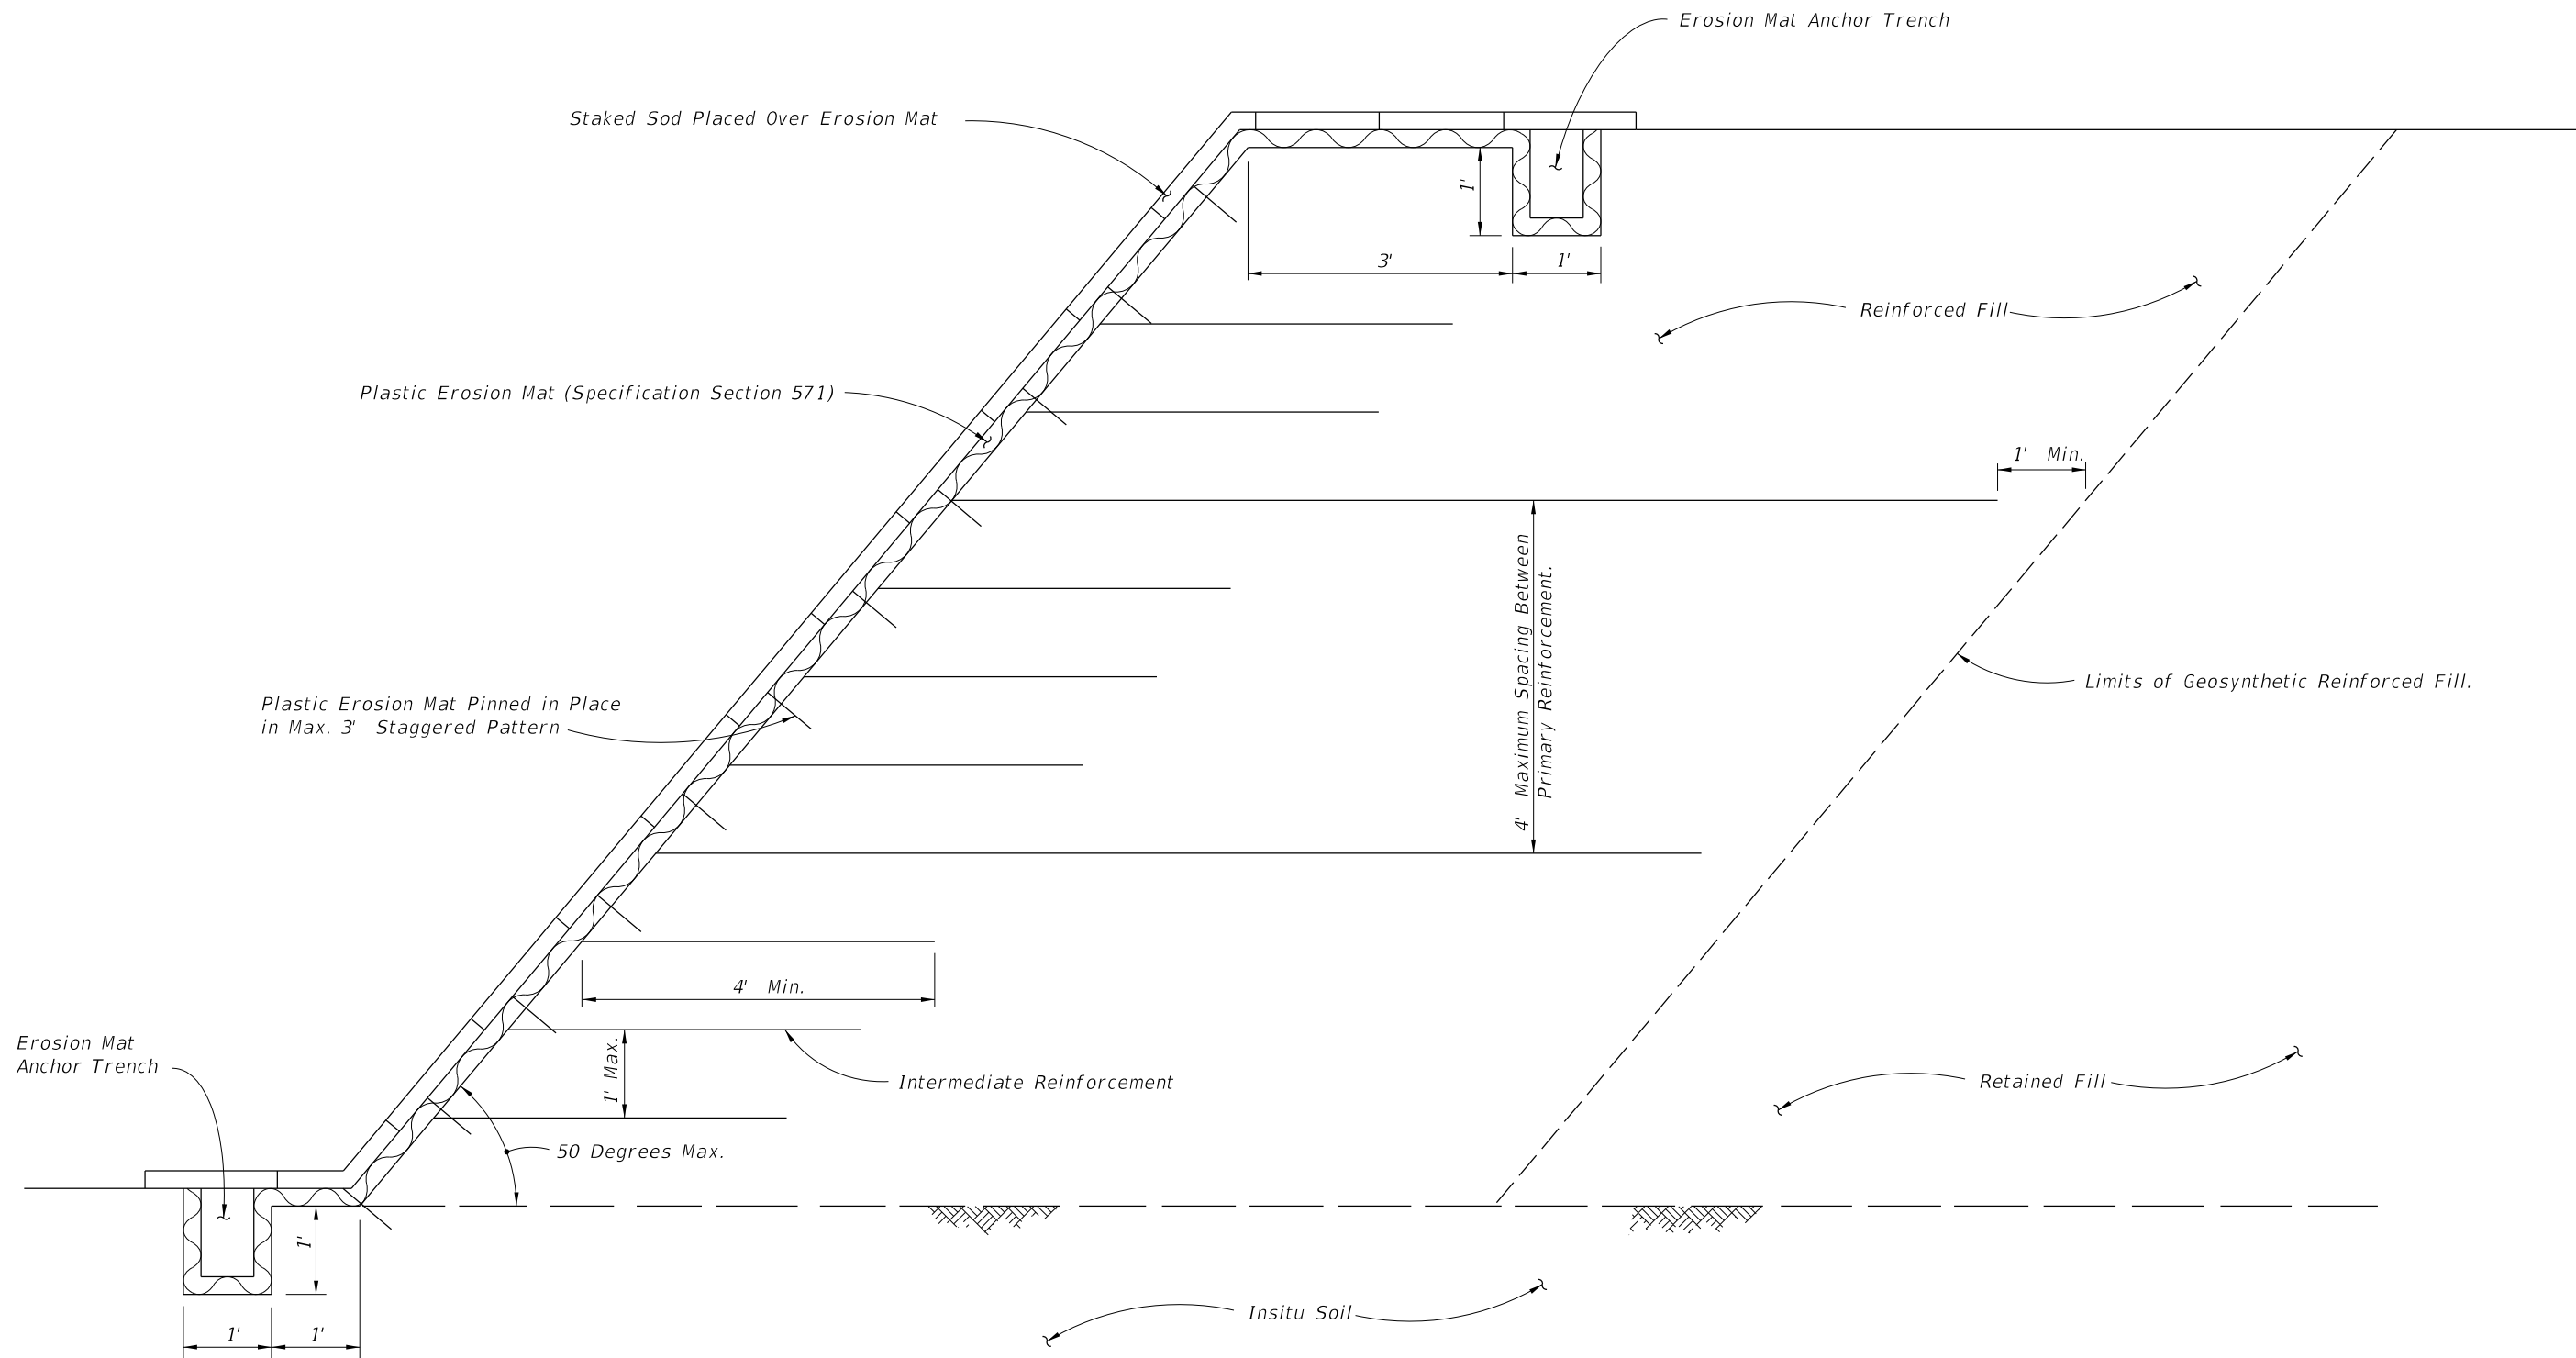 Erosion Mat Anchor Trench
Staked Sod Placed Over Erosion Mat
1'
3'
1'
Reinforced Fill
Plastic Erosion Mat (Specification Section 571)
1' Min.
4' Maximum Spacing Between
Primary Reinforcement.
Limits of Geosynthetic Reinforced Fill.
Plastic Erosion Mat Pinned in Place
in Max. 3' Staggered Pattern
4' Min.
Erosion Mat
Anchor Trench
1' Max.
Intermediate Reinforcement
Retained Fill
50 Degrees Max.
1'
Insitu Soil
1'
1'